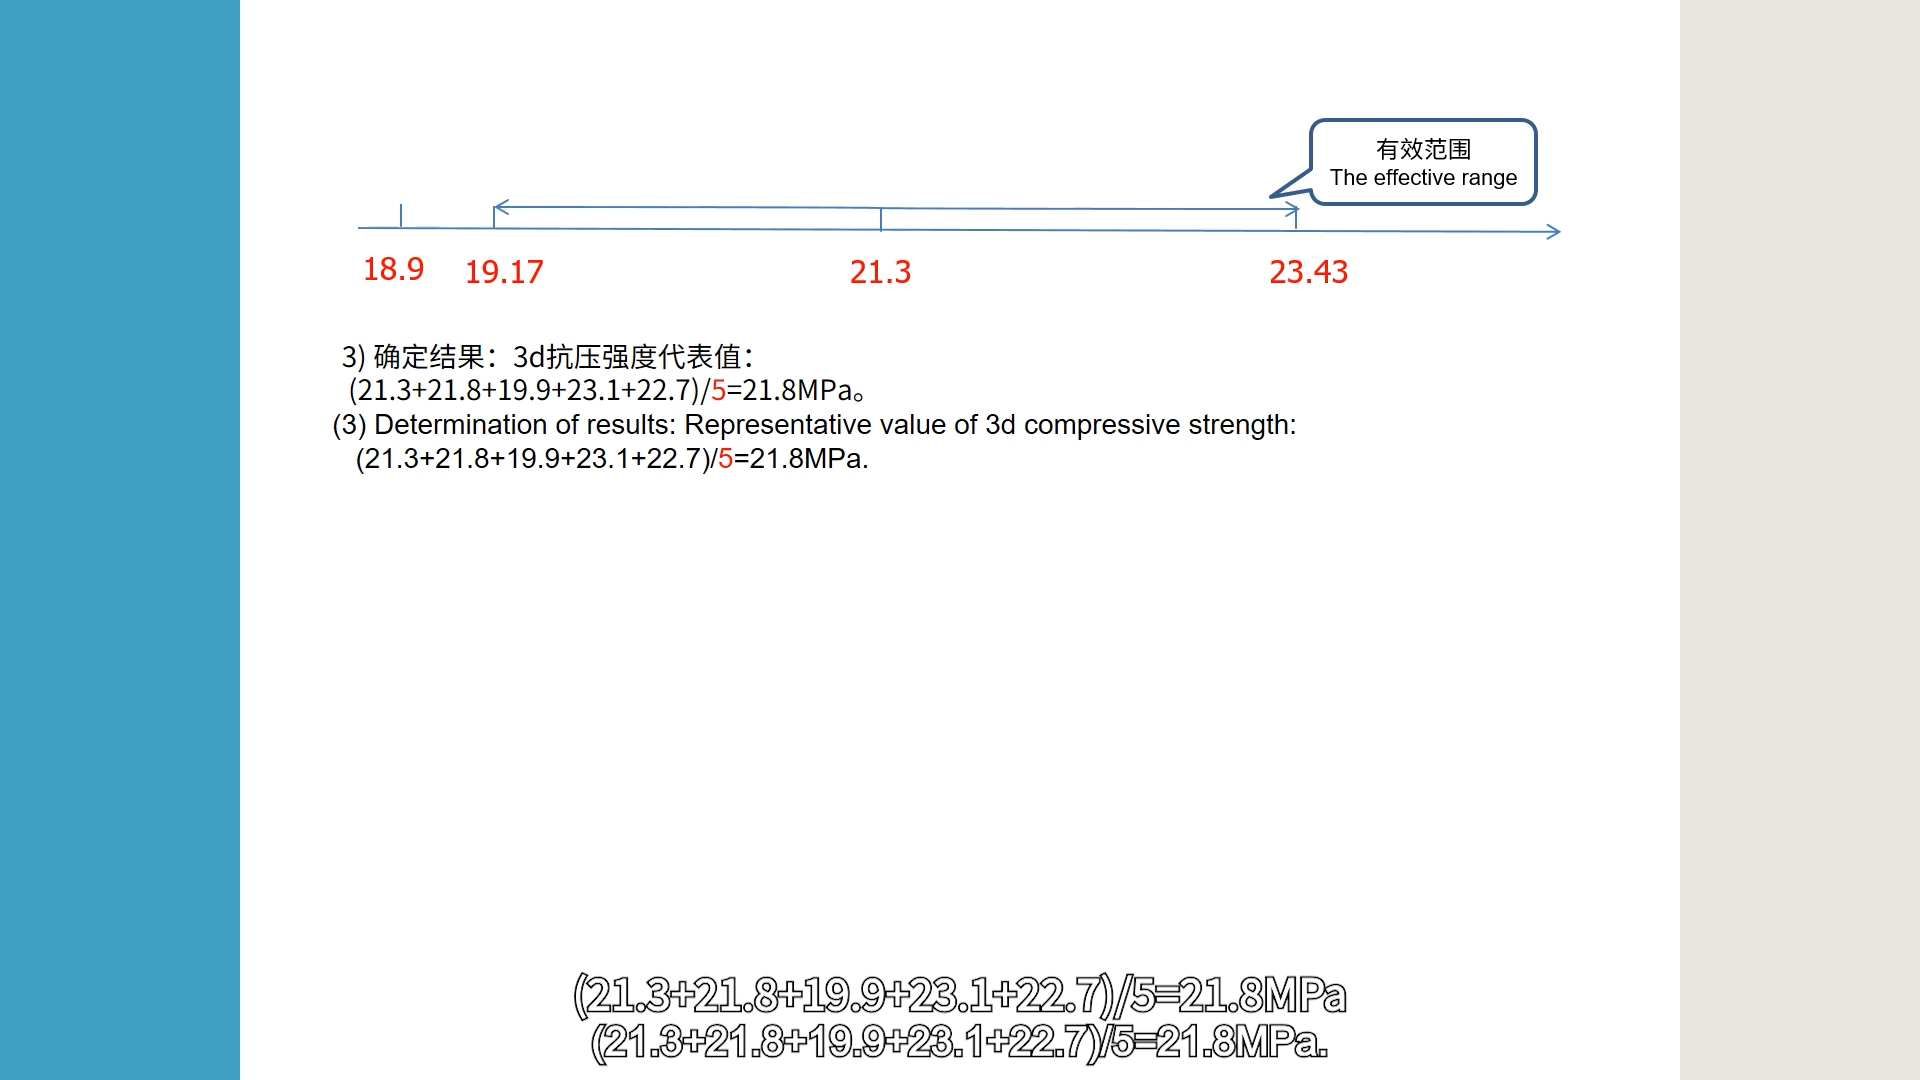 有效范围
The effective range
18.9 19.17 21.3 23.43
3) 确定结果：3d抗压强度代表值：
(21.3+21.8+19.9+23.1+22.7)/5=21.8MPa。
(3) Determination of results: Representative value of 3d compressive strength:
(21.3+21.8+19.9+23.1+22.7)/5=21.8MPa.
(21.3+21.8+19.9+23.1+22.7)/5=21.8MPa
(21.3+21.8+19.9+23.1+22.7)/5=21.8MPa.